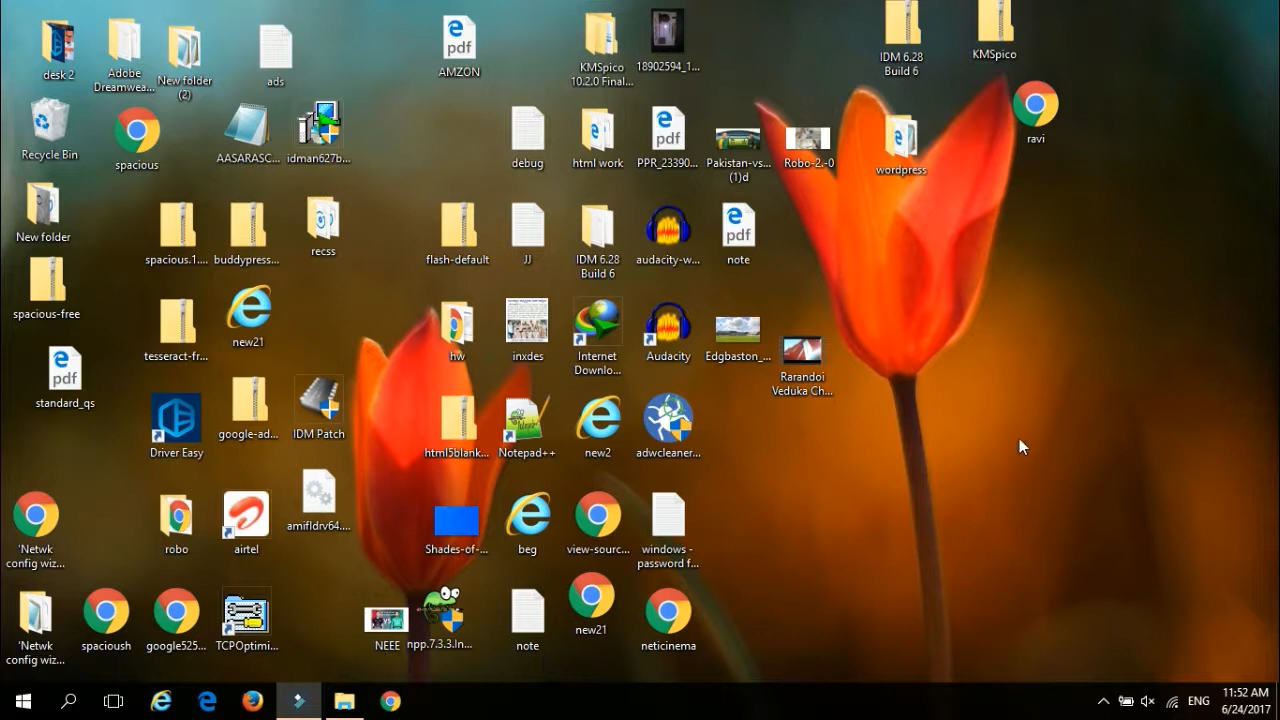 desk 2
Adobe
Dreamwea...
New folder
(2)
ads
pdf
AMZON
KMSpico
10.2.0 Final...
18902594_1...
IDM 6.28
Build 6
KMSpico
Recycle Bin
spacious
AASARASC...
idman627b...
debug
html work
pdf
PPR_23390...
Pakistan-vs...
(1)d
Robo-2.-0
wordpress
ravi
New folder
spacious.1....
buddypress...
recss
flash-default
JJ
IDM 6.28
Build 6
audacity-w...
pdf
note
spacious-free
tesseract-fr...
new21
hw
inxdes
Internet
Downlo...
Audacity
Edgbaston_...
Rarandoi
Veduka Ch...
pdf
standard_qs
Driver Easy
google-ad...
IDM Patch
html5blank...
Notepad++
new2
adwcleaner...
'Netwk
config wiz...
robo
airtel
amifldrv64....
Shades-of-...
beg
view-sourc...
windows -
password f...
'Netwk
config wiz...
spacioush
google525...
TCPOptimi...
NEEE
npp.7.3.3.In...
note
new21
neticinema
ENG
11:52 AM
6/24/2017